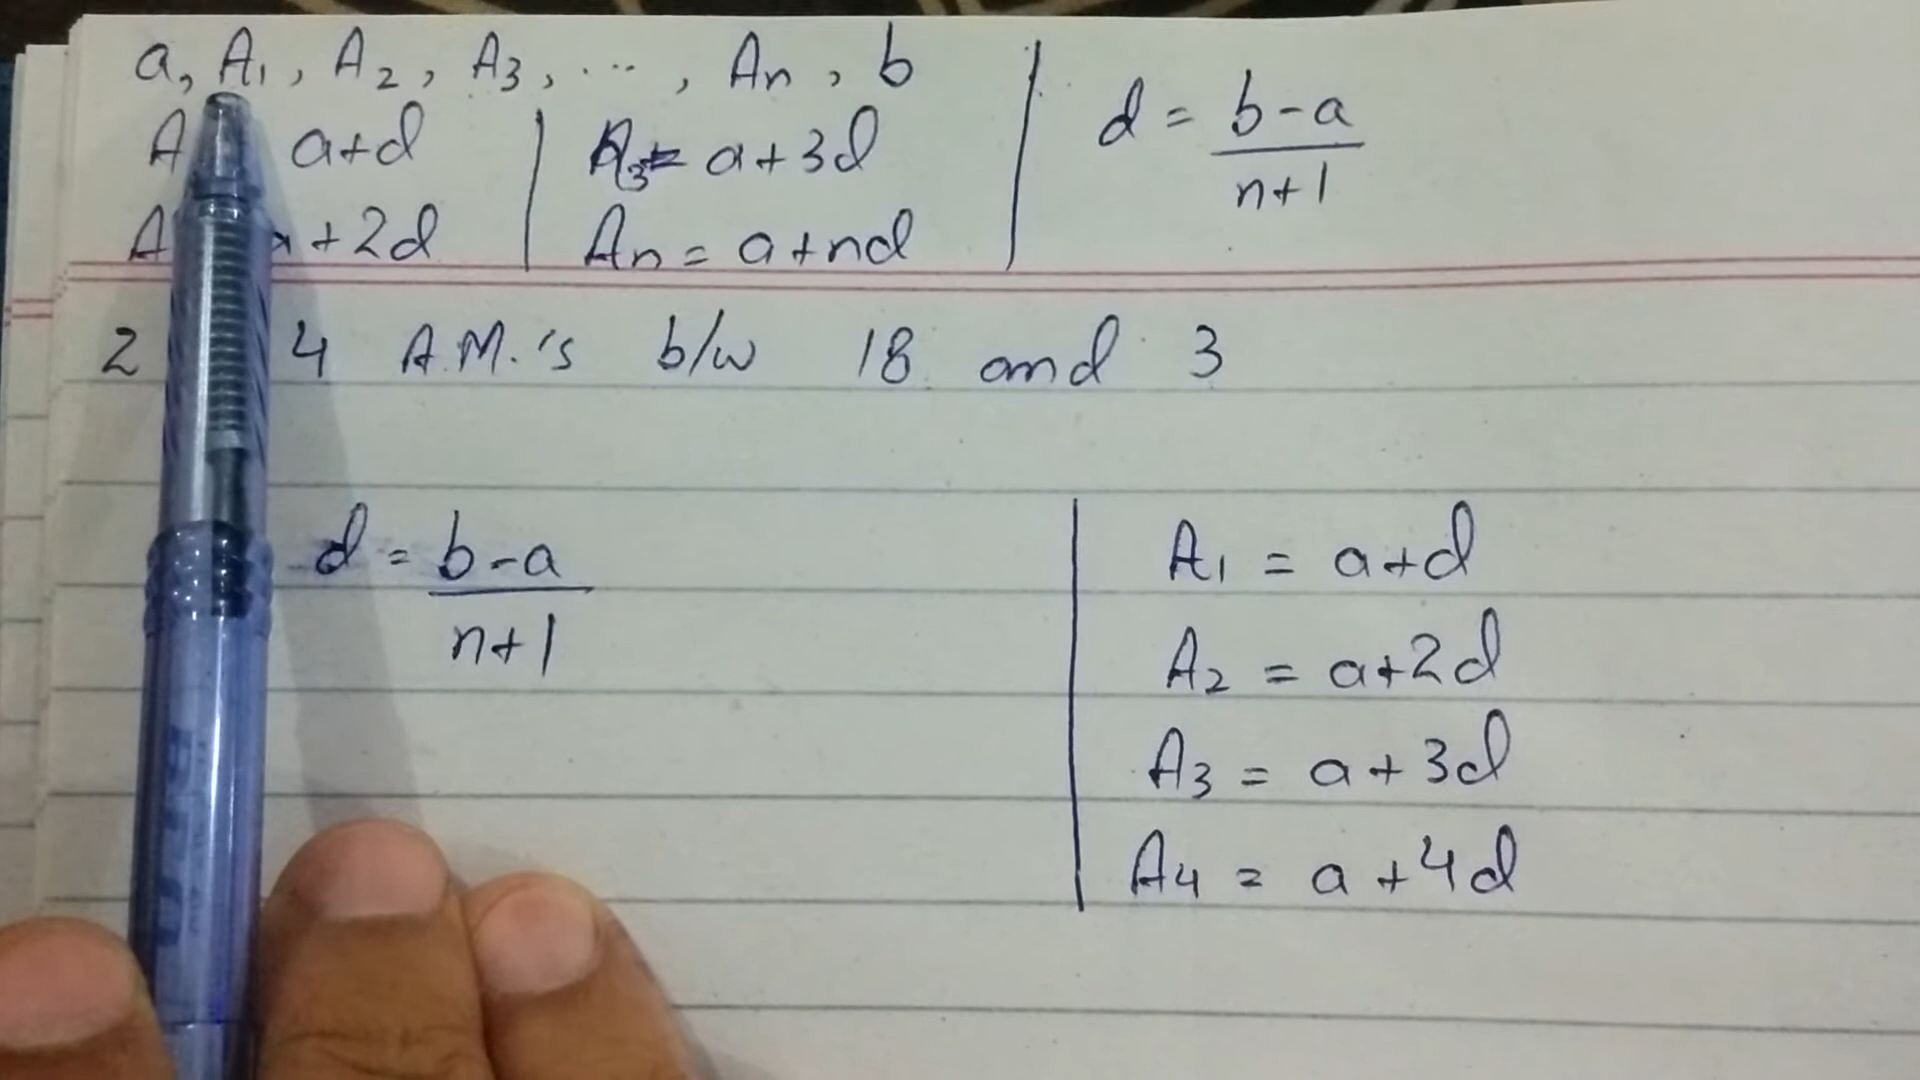 a, A₁, A₂, A₃, ..., Aₙ, b
A a+d
A +2d
A₃ = a+3d
Aₙ = a+nd
d = b-a
n+1
2 4 A.M.'s b/w 18 and 3
d = b-a
n+1
A₁ = a+d
A₂ = a+2d
A₃ = a+3d
A₄ = a+4d